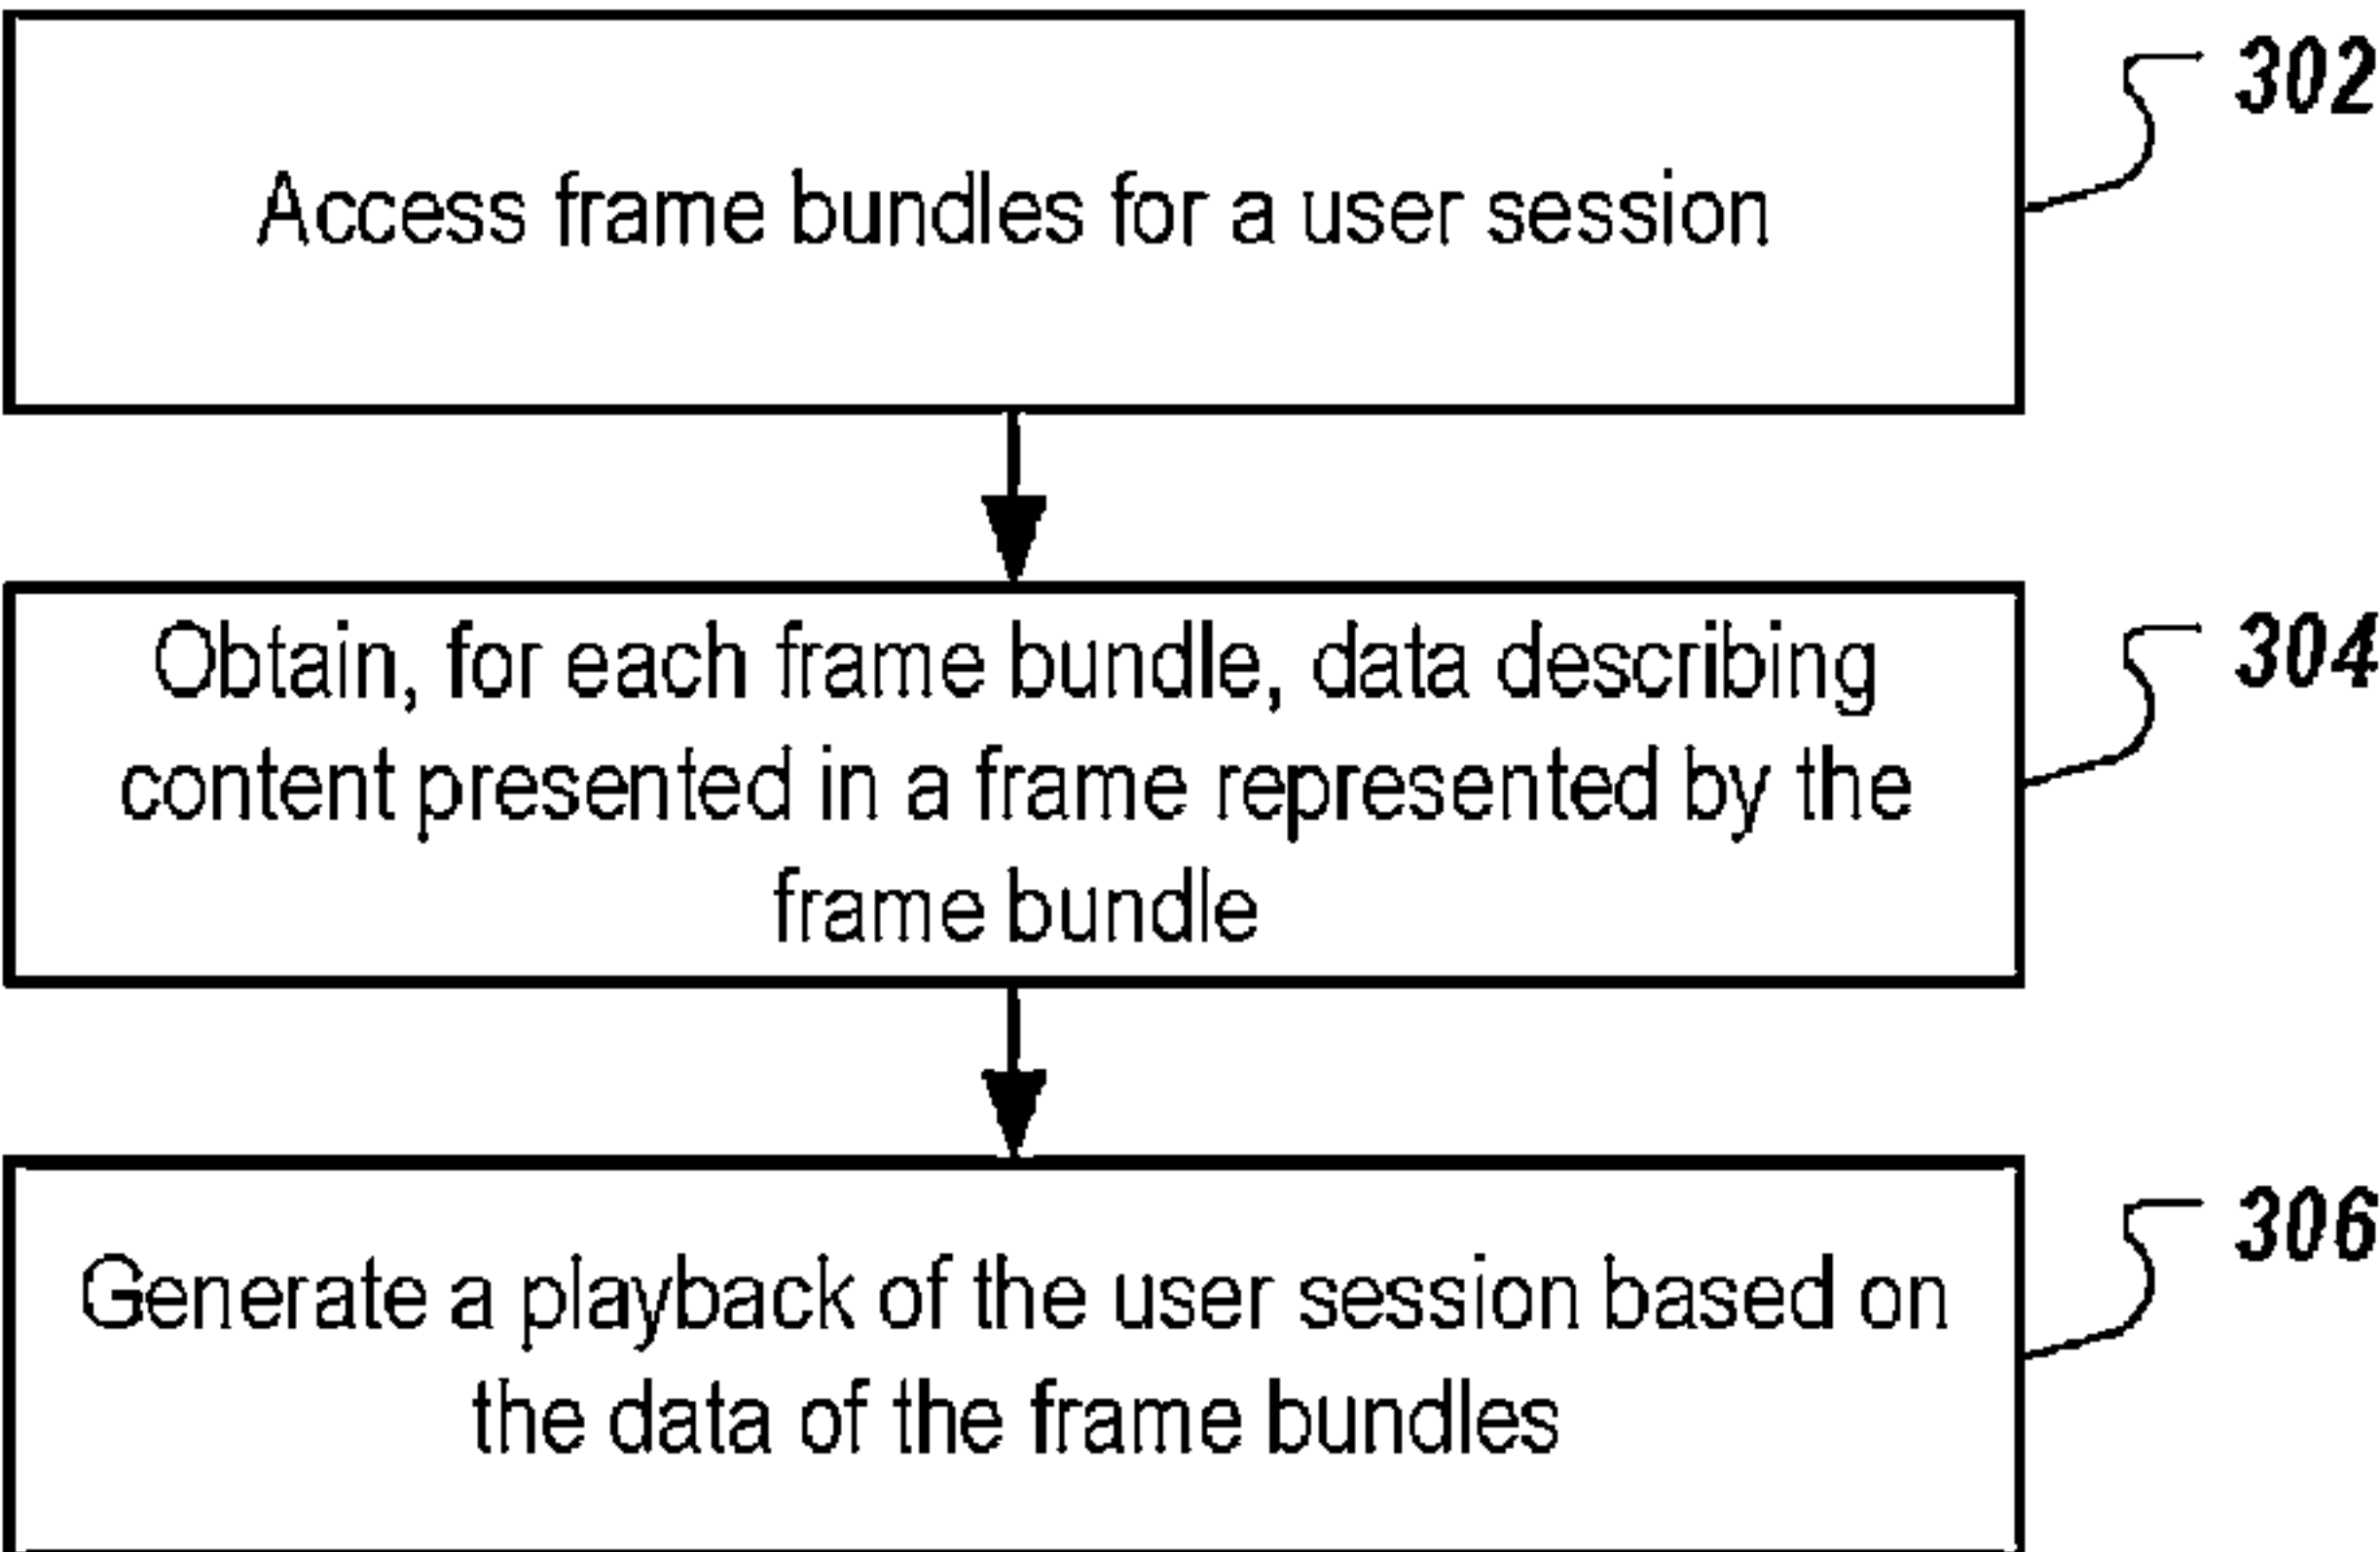 302
Access frame bundles for a user session
304
Obtain, for each frame bundle, data describing
content presented in a frame represented by the
frame bundle
306
Generate a playback of the user session based on
the data of the frame bundles